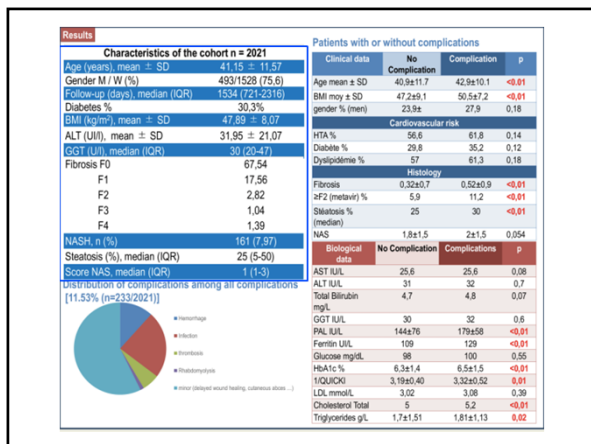 Results
Characteristics of the cohort n = 2021
Age (years), mean ± SD 41,15 ± 11,57
Gender M / W (%) 493/1528 (75,6)
Follow-up (days), median (IQR) 1534 (721-2316)
Diabetes % 30,3%
BMI (kg/m²), mean ± SD 47,89 ± 8,07
ALT (UI/l), mean ± SD 31,95 ± 21,07
GGT (U/l), median (IQR) 30 (20-47)
Fibrosis F0 67,54
F1 17,56
F2 2,82
F3 1,04
F4 1,39
NASH, n (%) 161 (7,97)
Steatosis (%), median (IQR) 25 (5-50)
Score NAS, median (IQR) 1 (1-3)
Distribution of complications among all complications
[11.53% (n=233/2021)]
Hemorrhage
Infection
thrombosis
Rhabdomyolysis
minor (delayed wound healing, cutaneous abces ...)
Patients with or without complications
Clinical data No Complication Complication p
Age mean ± SD 40,9±11.7 42,9±10.1 <0.01
BMI moy ± SD 47,2±9,1 50,5±7,2 <0.01
gender % (men) 23,9± 27,9 0,18
Cardiovascular risk
HTA % 56,6 61,8 0,14
Diabète % 29,8 35,2 0,12
Dyslipidémie % 57 61,3 0,18
Histology
Fibrosis 0,32±0,7 0,52±0,9 <0,01
≥F2 (metavir) % 5,9 11,2 <0,01
Stéatosis % (median) 25 30 <0,01
NAS 1,8±1,5 2±1,5 0,054
Biological data No Complication Complications p
AST IU/L 25,6 25,6 0,08
ALT IU/L 31 32 0,7
Total Bilirubin mg/L 4,7 4,8 0,07
GGT IU/L 30 32 0,6
PAL IU/L 144±76 179±58 <0,01
Ferritin UI/L 109 129 <0,01
Glucose mg/dL 98 100 0,55
HbA1c % 6,3±1,4 6,5±1,5 <0,01
1/QUICKI 3,19±0,40 3,32±0,52 0,01
LDL mmol/L 3,02 3,08 0,39
Cholesterol Total 5 5,2 <0,01
Triglycerides g/L 1,7±1,51 1,81±1,13 0,02